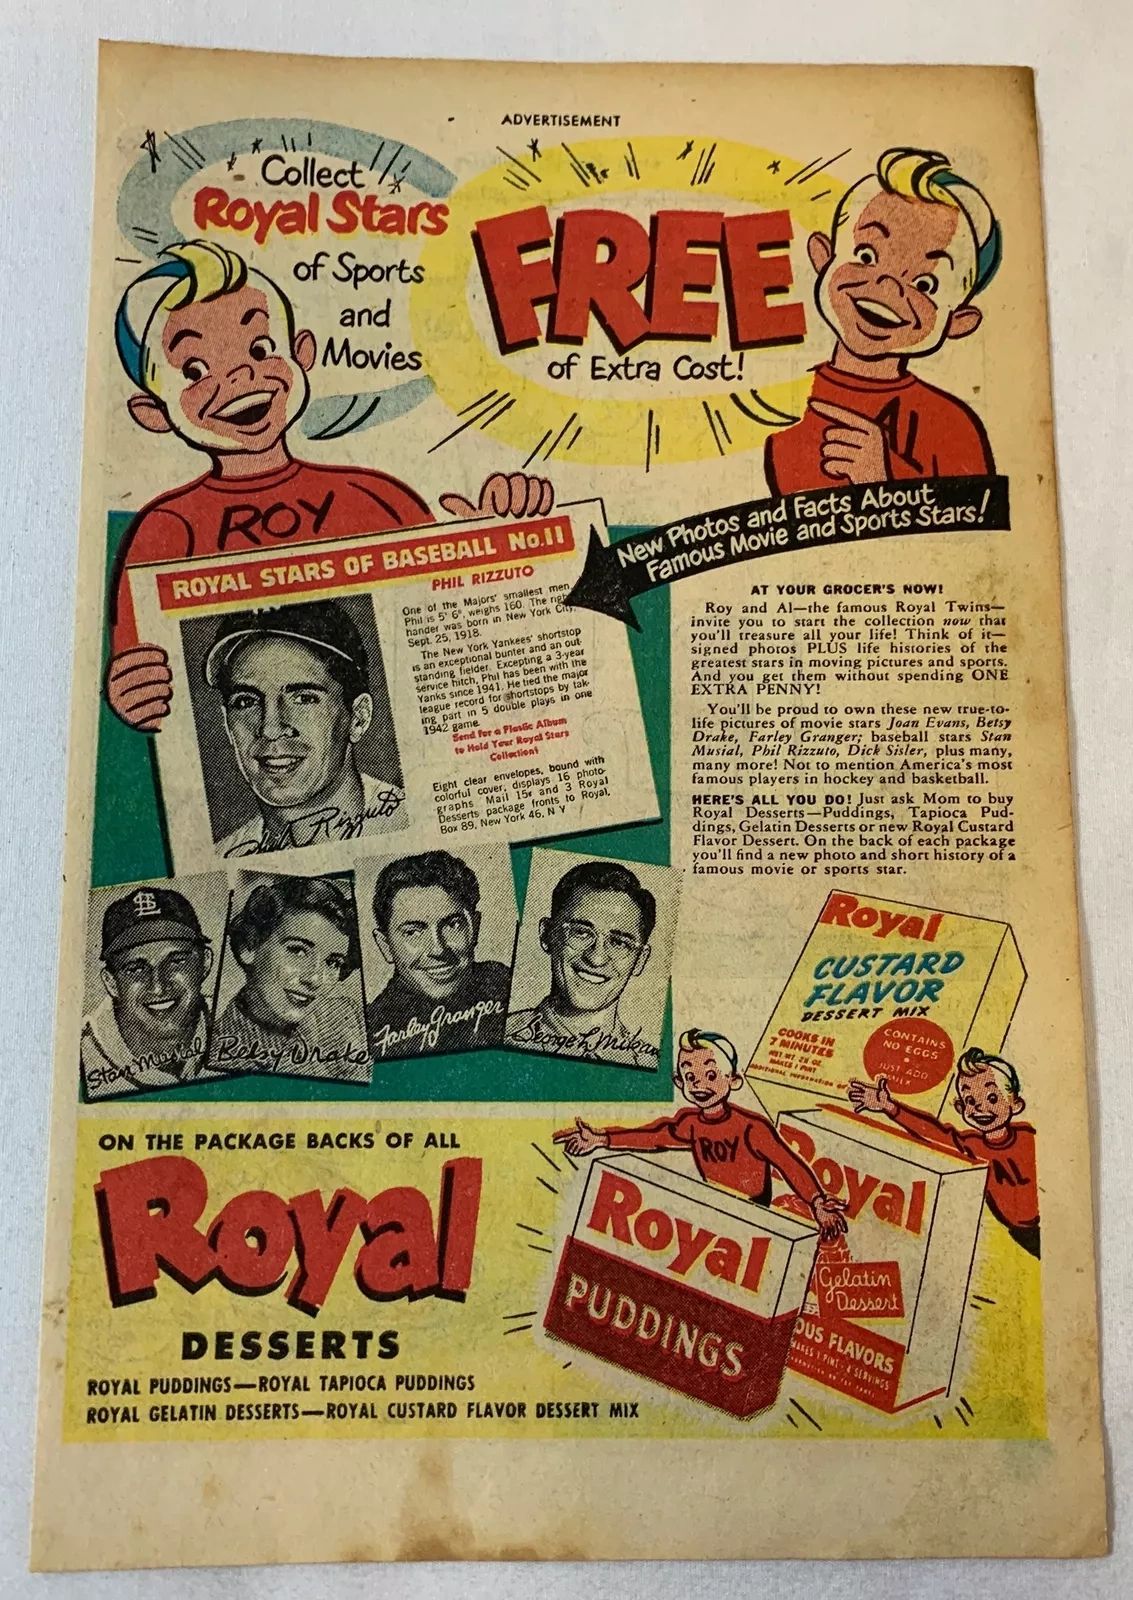 ADVERTISEMENT
Collect
Royal Stars
of Sports
and
Movies
FREE
of Extra Cost!
ROY
AL
New Photos and Facts About
Famous Movie and Sports Stars!
ROYAL STARS OF BASEBALL No.11
PHIL RIZZUTO
One of the Majors' smallest men,
Phil is 5' 6", weighs 160. The right
hander was born in New York City,
Sept. 25, 1918.
The New York Yankees' shortstop
is an exceptional bunter and an out-
standing fielder. Excepting a 3-year
service hitch, Phil has been with the
Yanks since 1941. He tied the major
league record for shortstops by tak-
ing part in 5 double plays in one
1942 game.
Send for a Plastic Album
to Hold Your Royal Stars
Collection!
Eight clear envelopes, bound with
colorful cover, displays 16 photo-
graphs. Mail 15¢ and 3 Royal
Desserts package fronts to Royal,
Box 89, New York 46, N Y
Phil Rizzuto
AT YOUR GROCER'S NOW!
Roy and Al—the famous Royal Twins—
invite you to start the collection now that
you'll treasure all your life! Think of it—
signed photos PLUS life histories of the
greatest stars in moving pictures and sports.
And you get them without spending ONE
EXTRA PENNY!
You'll be proud to own these new true-to-
life pictures of movie stars Joan Evans, Betsy
Drake, Farley Granger; baseball stars Stan
Musial, Phil Rizzuto, Dick Sisler, plus many,
many more! Not to mention America's most
famous players in hockey and basketball.
HERE'S ALL YOU DO! Just ask Mom to buy
Royal Desserts—Puddings, Tapioca Pud-
dings, Gelatin Desserts or new Royal Custard
Flavor Dessert. On the back of each package
you'll find a new photo and short history of a
famous movie or sports star.
STL
Stan Musial
Betsy Drake
Farley Granger
George L. Mikan
Royal
CUSTARD
FLAVOR
DESSERT MIX
COOKS IN
7 MINUTES
MAKES 1 PINT
CONTAINS
NO EGGS
JUST ADD
MILK
ROY
AL
Royal
PUDDINGS
Royal
Gelatin
Dessert
OUS FLAVORS
MAKES 1 PINT - 4 SERVINGS
ON THE PACKAGE BACKS OF ALL
Royal
DESSERTS
ROYAL PUDDINGS—ROYAL TAPIOCA PUDDINGS
ROYAL GELATIN DESSERTS—ROYAL CUSTARD FLAVOR DESSERT MIX